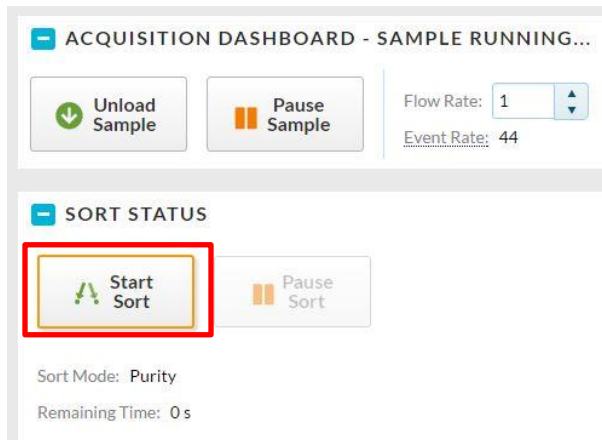 ACQUISITION DASHBOARD - SAMPLE RUNNING...
Unload
Sample
Pause
Sample
Flow Rate: 1
Event Rate: 44
SORT STATUS
Start
Sort
Pause
Sort
Sort Mode: Purity
Remaining Time: 0 s